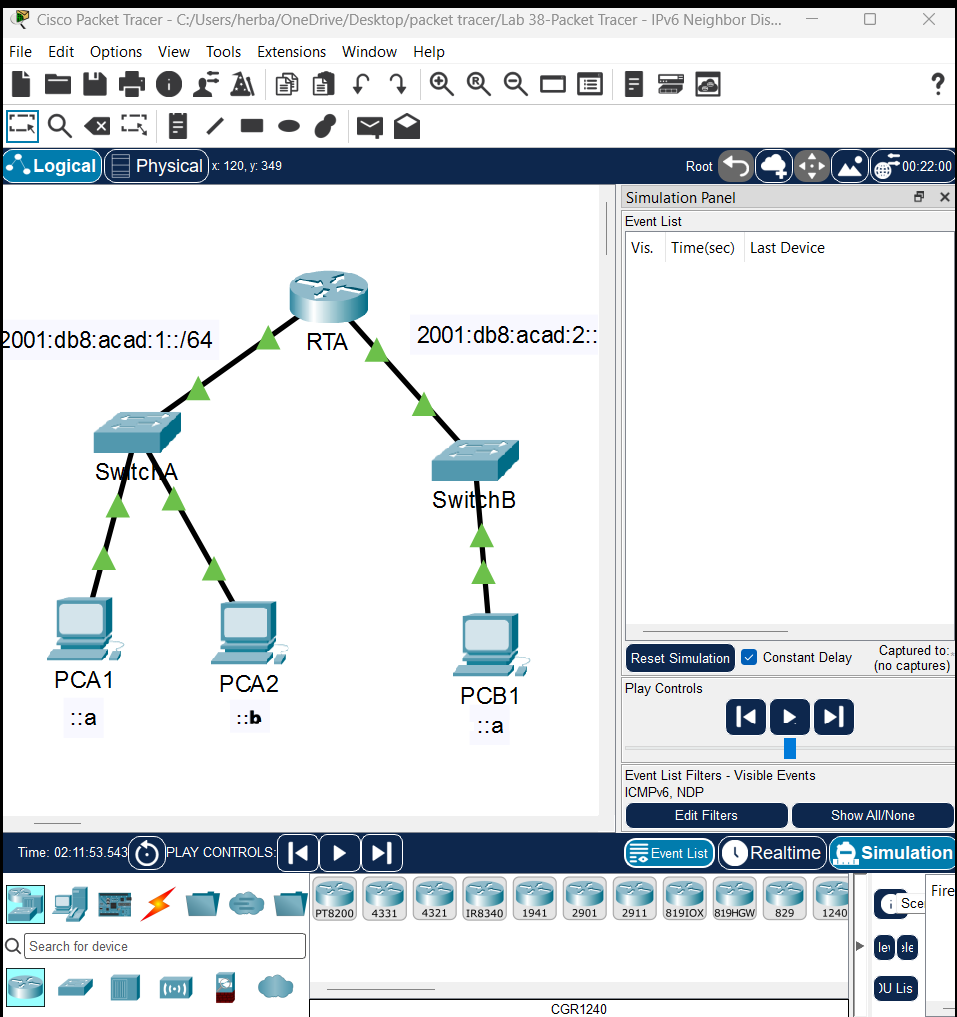 Cisco Packet Tracer - C:/Users/herba/OneDrive/Desktop/packet tracer/Lab 38-Packet Tracer - IPv6 Neighbor Dis...
File Edit Options View Tools Extensions Window Help
Logical Physical x: 120, y: 349 Root 00:22:00
Simulation Panel
Event List
Vis. Time(sec) Last Device
RTA
2001:db8:acad:1::/64
2001:db8:acad:2::
SwitchA
SwitchB
PCA1
::a
PCA2
::b
PCB1
::a
Reset Simulation Constant Delay Captured to:
(no captures)
Play Controls
Event List Filters - Visible Events
ICMPv6, NDP
Edit Filters Show All/None
Time: 02:11:53.543 PLAY CONTROLS: Event List Realtime Simulation
PT8200 4331 4321 IR8340 1941 2901 2911 819IOX 819HGW 829 1240
Search for device
CGR1240
Fire
Sce